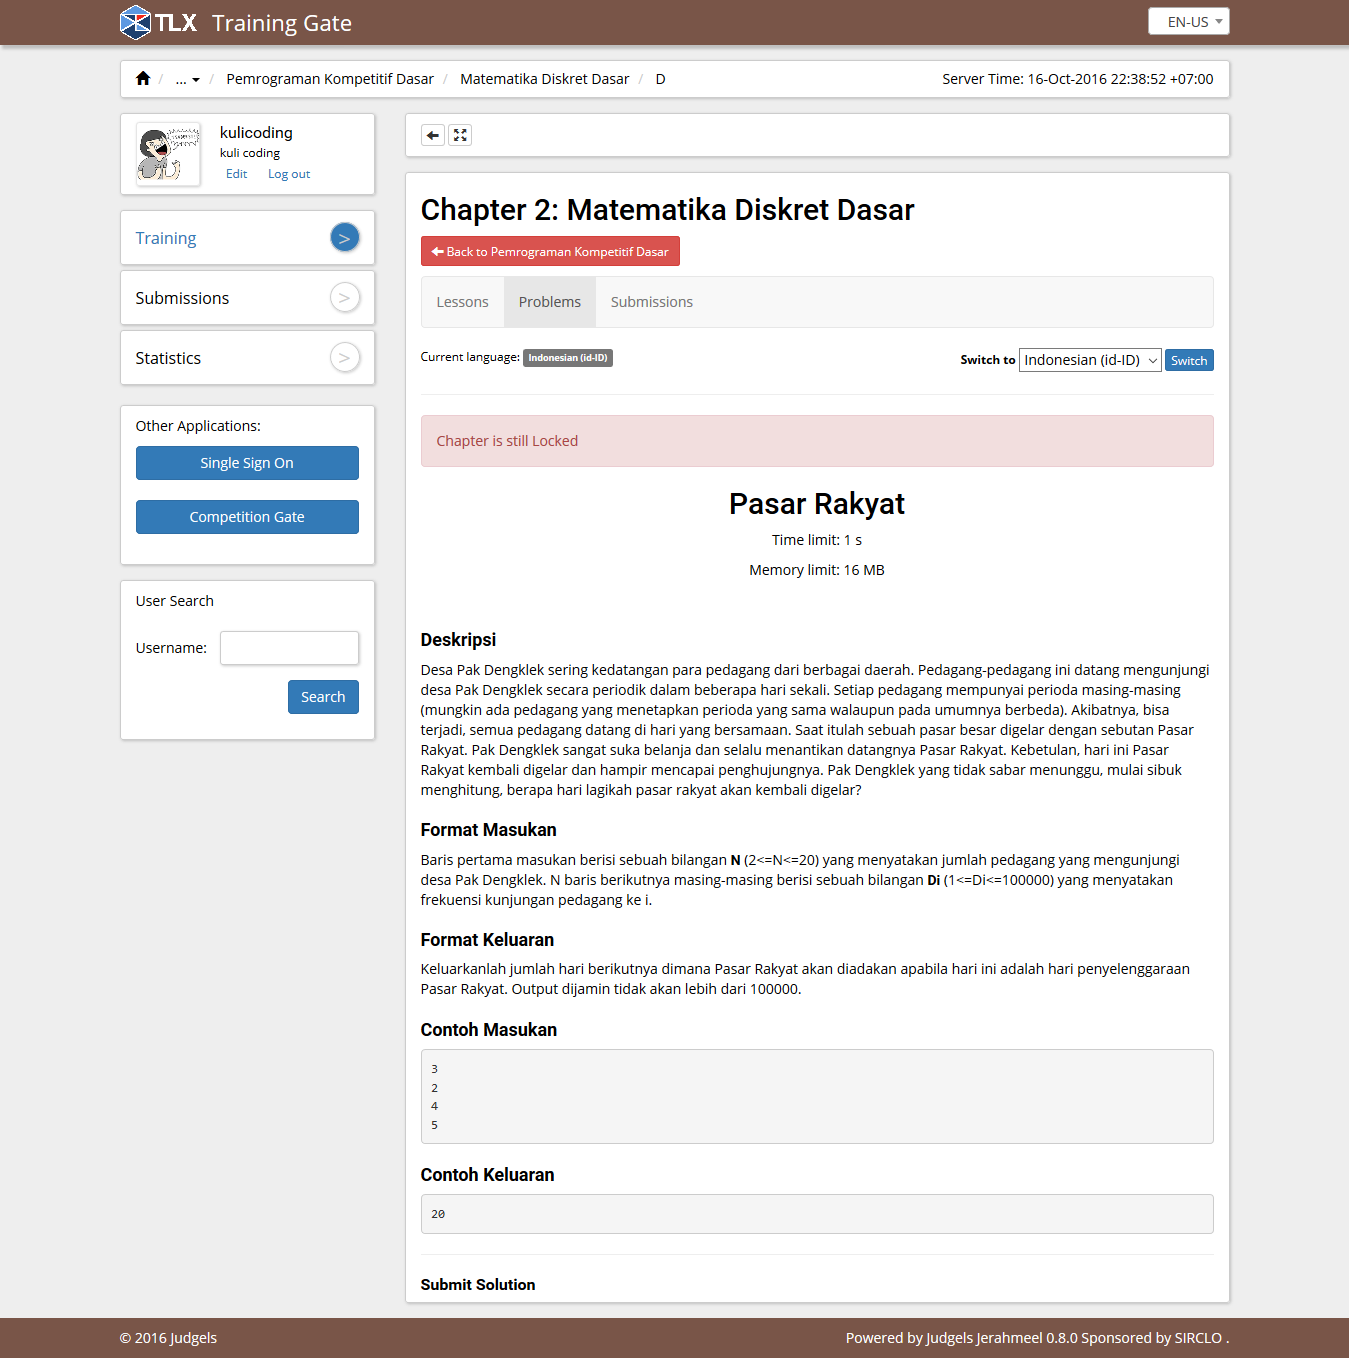 TLX Training Gate
EN-US
/ ... / Pemrograman Kompetitif Dasar / Matematika Diskret Dasar / D
Server Time: 16-Oct-2016 22:38:52 +07:00
kulicoding
kuli coding
Edit Log out
Training >
Submissions >
Statistics >
Other Applications:
Single Sign On
Competition Gate
User Search
Username:
Search
Chapter 2: Matematika Diskret Dasar
Back to Pemrograman Kompetitif Dasar
Lessons Problems Submissions
Current language: Indonesian (id-ID)
Switch to Indonesian (id-ID) Switch
Chapter is still Locked
Pasar Rakyat
Time limit: 1 s
Memory limit: 16 MB
Deskripsi
Desa Pak Dengklek sering kedatangan para pedagang dari berbagai daerah. Pedagang-pedagang ini datang mengunjungi
desa Pak Dengklek secara periodik dalam beberapa hari sekali. Setiap pedagang mempunyai perioda masing-masing
(mungkin ada pedagang yang menetapkan perioda yang sama walaupun pada umumnya berbeda). Akibatnya, bisa
terjadi, semua pedagang datang di hari yang bersamaan. Saat itulah sebuah pasar besar digelar dengan sebutan Pasar
Rakyat. Pak Dengklek sangat suka belanja dan selalu menantikan datangnya Pasar Rakyat. Kebetulan, hari ini Pasar
Rakyat kembali digelar dan hampir mencapai penghujungnya. Pak Dengklek yang tidak sabar menunggu, mulai sibuk
menghitung, berapa hari lagikah pasar rakyat akan kembali digelar?
Format Masukan
Baris pertama masukan berisi sebuah bilangan N (2<=N<=20) yang menyatakan jumlah pedagang yang mengunjungi
desa Pak Dengklek. N baris berikutnya masing-masing berisi sebuah bilangan Di (1<=Di<=100000) yang menyatakan
frekuensi kunjungan pedagang ke i.
Format Keluaran
Keluarkanlah jumlah hari berikutnya dimana Pasar Rakyat akan diadakan apabila hari ini adalah hari penyelenggaraan
Pasar Rakyat. Output dijamin tidak akan lebih dari 100000.
Contoh Masukan
3
2
4
5
Contoh Keluaran
20
Submit Solution
© 2016 Judgels
Powered by Judgels Jerahmeel 0.8.0 Sponsored by SIRCLO .